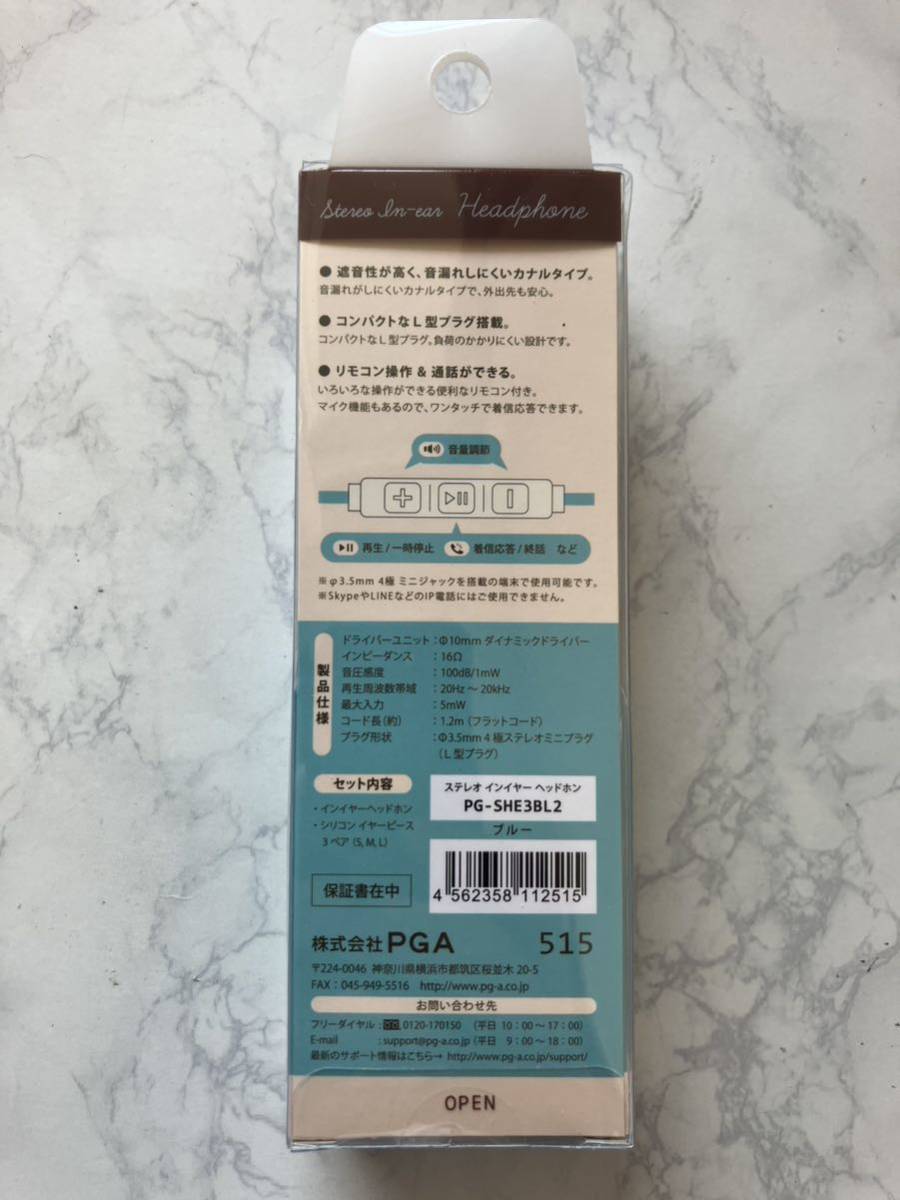 Stereo In-ear Headphone
● 遮音性が高く、音漏れしにくいカナルタイプ。
音漏れがしにくいカナルタイプで、外出先も安心。
● コンパクトなL型プラグ搭載。
コンパクトなL型プラグ。負荷のかかりにくい設計です。
● リモコン操作 & 通話ができる。
いろいろな操作ができる便利なリモコン付き。
マイク機能もあるので、ワンタッチで着信応答できます。
音量調節
再生/一時停止 着信応答/終話 など
※φ3.5mm 4極 ミニジャックを搭載の端末で使用可能です。
※SkypeやLINEなどのIP電話にはご使用できません。
製品仕様
ドライバーユニット:Φ10mm ダイナミックドライバー
インピーダンス :16Ω
音圧感度 :100dB/1mW
再生周波数帯域 :20Hz ～ 20kHz
最大入力 :5mW
コード長(約) :1.2m(フラットコード)
プラグ形状 :Φ3.5mm 4極ステレオミニプラグ
(L型プラグ)
セット内容
・インイヤーヘッドホン
・シリコン イヤーピース
3ペア(S, M, L)
保証書在中
ステレオ インイヤー ヘッドホン
PG-SHE3BL2
ブルー
4 562358 112515
株式会社PGA 515
〒224-0046 神奈川県横浜市都筑区桜並木 20-5
FAX : 045-949-5516 http://www.pg-a.co.jp
お問い合わせ先
フリーダイヤル : 0120-170150 (平日 10:00～17:00)
E-mail : support@pg-a.co.jp (平日 9:00～18:00)
最新のサポート情報はこちら→ http://www.pg-a.co.jp/support/
OPEN